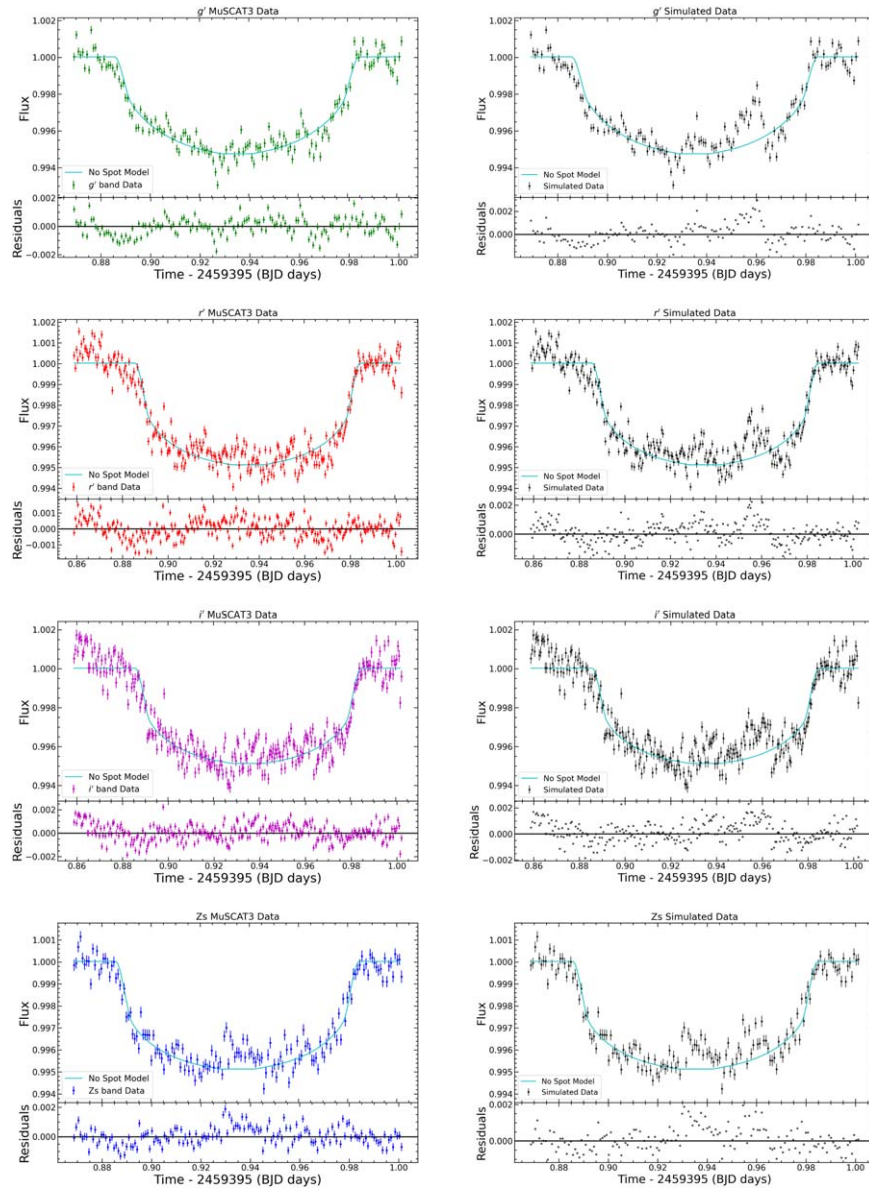 g′ MuSCAT3 Data
1.000
0.998
0.996
0.994
Flux
No Spot Model
g′ band Data
0.002
0.000
−0.002
Residuals
0.88 0.90 0.92 0.94 0.96 0.98 1.00
Time - 2459395 (BJD days)
g′ Simulated Data
1.000
0.998
0.996
0.994
Flux
No Spot Model
Simulated Data
0.002
0.000
Residuals
0.88 0.90 0.92 0.94 0.96 0.98 1.00
Time - 2459395 (BJD days)
r′ MuSCAT3 Data
1.002
1.001
1.000
0.999
0.998
0.997
0.996
0.995
0.994
Flux
No Spot Model
r′ band Data
0.001
0.000
−0.001
Residuals
0.86 0.88 0.90 0.92 0.94 0.96 0.98 1.00
Time - 2459395 (BJD days)
r′ Simulated Data
1.002
1.001
1.000
0.999
0.998
0.997
0.996
0.995
0.994
Flux
No Spot Model
Simulated Data
0.002
0.000
Residuals
0.86 0.88 0.90 0.92 0.94 0.96 0.98 1.00
Time - 2459395 (BJD days)
i′ MuSCAT3 Data
1.002
1.000
0.998
0.996
0.994
Flux
No Spot Model
i′ band Data
0.002
0.000
−0.002
Residuals
0.86 0.88 0.90 0.92 0.94 0.96 0.98 1.00
Time - 2459395 (BJD days)
i′ Simulated Data
1.002
1.000
0.998
0.996
0.994
Flux
No Spot Model
Simulated Data
0.002
0.000
−0.002
Residuals
0.86 0.88 0.90 0.92 0.94 0.96 0.98 1.00
Time - 2459395 (BJD days)
Zs MuSCAT3 Data
1.001
1.000
0.999
0.998
0.997
0.996
0.995
0.994
Flux
No Spot Model
Zs band Data
0.002
0.000
Residuals
0.88 0.90 0.92 0.94 0.96 0.98 1.00
Time - 2459395 (BJD days)
Zs Simulated Data
1.001
1.000
0.999
0.998
0.997
0.996
0.995
0.994
Flux
No Spot Model
Simulated Data
0.002
0.000
Residuals
0.88 0.90 0.92 0.94 0.96 0.98 1.00
Time - 2459395 (BJD days)